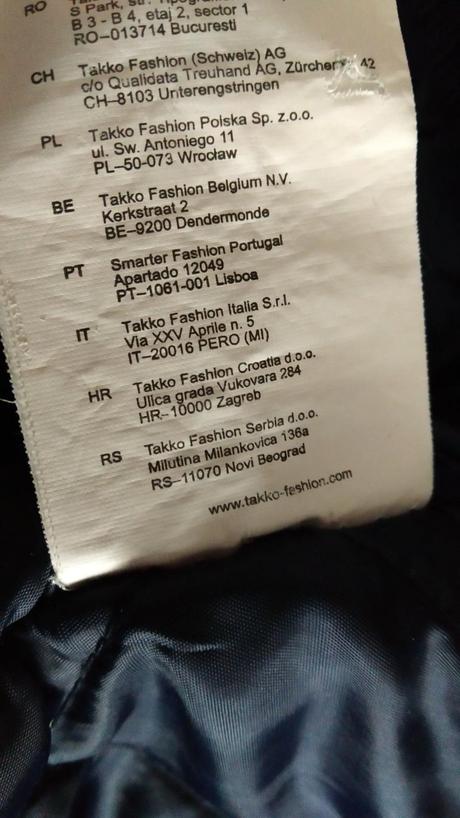 RO
S Park, str.
B 3 - B 4, etaj 2, sector 1
RO–013714 Bucuresti
CH Takko Fashion (Schweiz) AG
c/o Qualidata Treuhand AG, Zürcher 42
CH–8103 Unterengstringen
PL Takko Fashion Polska Sp. z.o.o.
ul. Sw. Antoniego 11
PL–50-073 Wrocław
BE Takko Fashion Belgium N.V.
Kerkstraat 2
BE–9200 Dendermonde
PT Smarter Fashion Portugal
Apartado 12049
PT–1061-001 Lisboa
IT Takko Fashion Italia S.r.l.
Via XXV Aprile n. 5
IT–20016 PERO (MI)
HR Takko Fashion Croatia d.o.o.
Ulica grada Vukovara 284
HR–10000 Zagreb
RS Takko Fashion Serbia d.o.o.
Milutina Milankovica 136a
RS–11070 Novi Beograd
www.takko-fashion.com